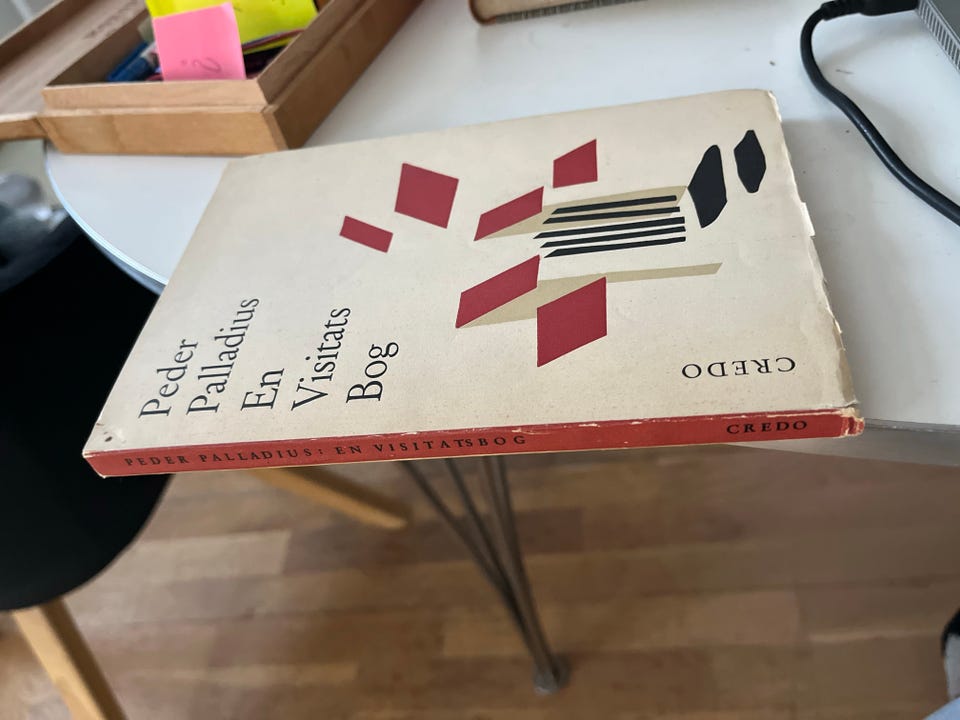 Peder
Palladius
En
Visitats
Bog
CREDO
PEDER PALLADIUS: EN VISITATSBOG CREDO
?